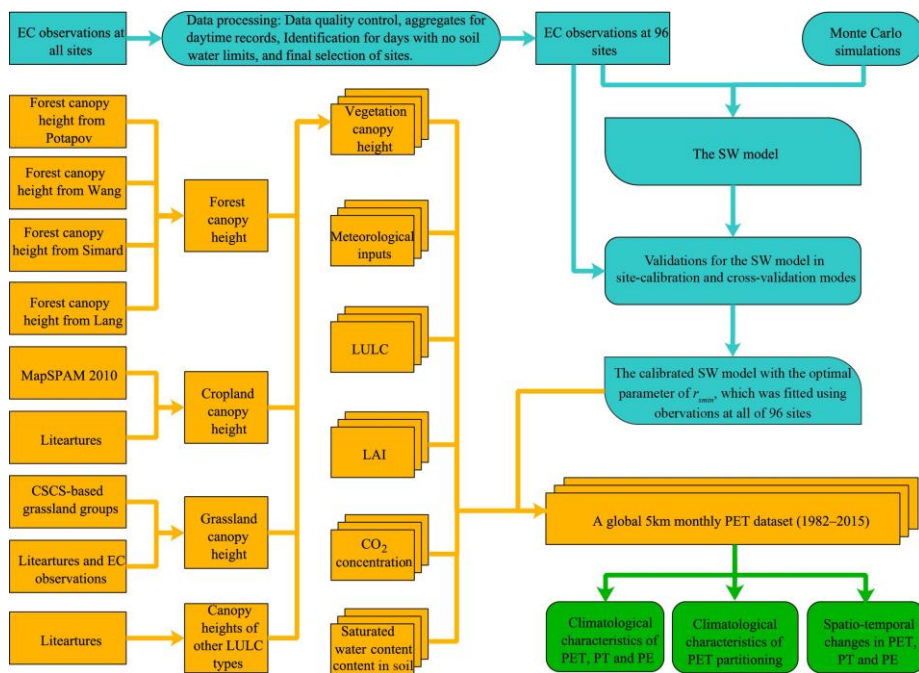 EC observations at
all sites
Data processing: Data quality control, aggregates for
daytime records, Identification for days with no soil
water limits, and final selection of sites.
EC observations at 96
sites
Monte Carlo
simulations
Forest canopy
height from
Potapov
Forest canopy
height from Wang
Forest canopy
height from Simard
Forest canopy
height from Lang
MapSPAM 2010
Liteartures
CSCS-based
grassland groups
Liteartures and EC
observations
Liteartures
Forest
canopy
height
Cropland
canopy
height
Grassland
canopy
height
Canopy
heights of
other LULC
types
Vegetation
canopy
height
Meteorological
inputs
LULC
LAI
CO2
concentration
Saturated
water content
content in soil
The SW model
Validations for the SW model in
site-calibration and cross-validation modes
The calibrated SW model with the optimal
parameter of rsmin, which was fitted using
obervations at all of 96 sites
A global 5km monthly PET dataset (1982–2015)
Climatological
characteristics of
PET, PT and PE
Climatological
characteristics of
PET partitioning
Spatio-temporal
changes in PET,
PT and PE